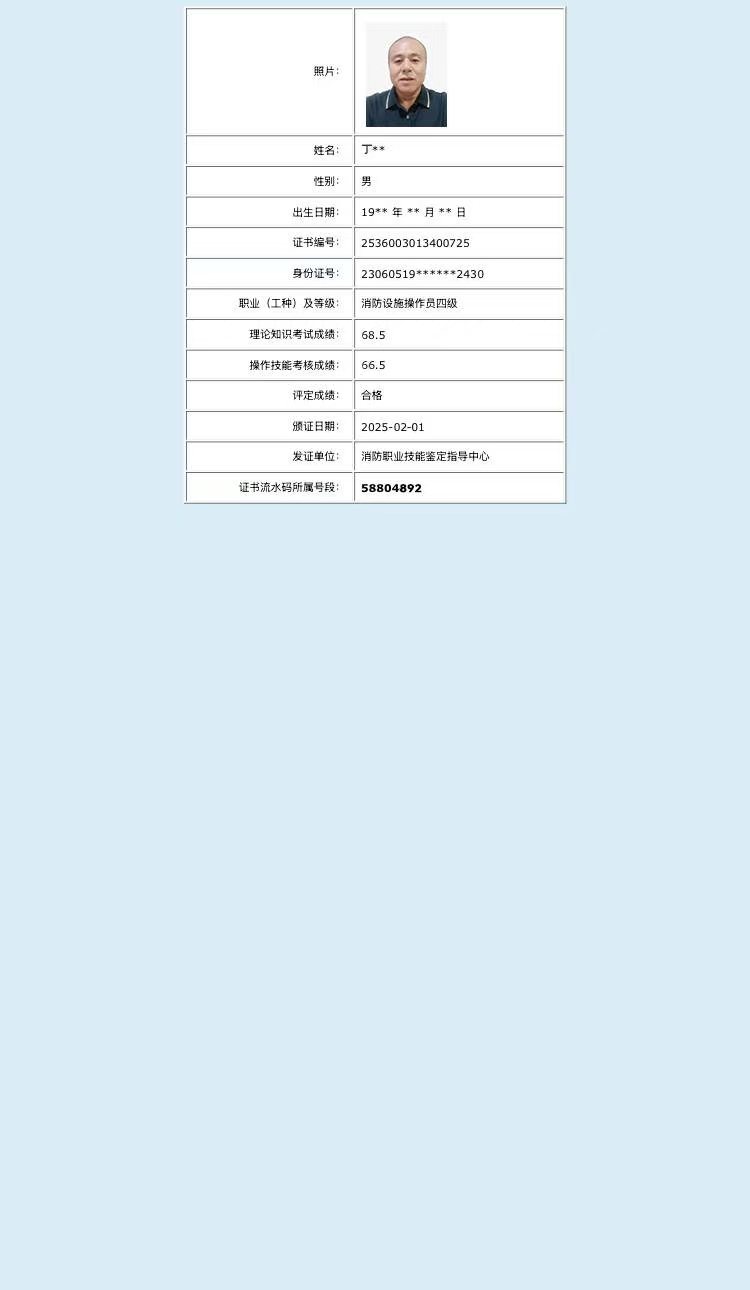 照片：
姓名： 丁**
性别： 男
出生日期： 19** 年 ** 月 ** 日
证书编号： 2536003013400725
身份证号： 23060519******2430
职业（工种）及等级： 消防设施操作员四级
理论知识考试成绩： 68.5
操作技能考核成绩： 66.5
评定成绩： 合格
颁证日期： 2025-02-01
发证单位： 消防职业技能鉴定指导中心
证书流水码所属号段： 58804892